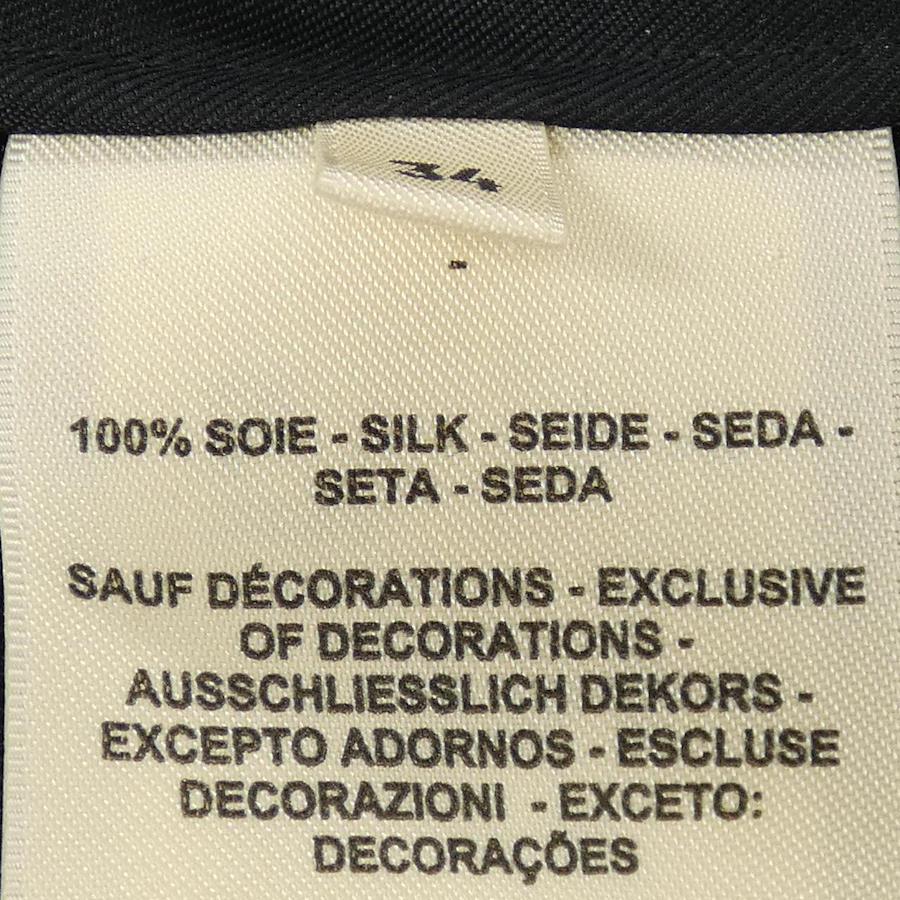 34
-
100% SOIE - SILK - SEIDE - SEDA -
SETA - SEDA
SAUF DÉCORATIONS - EXCLUSIVE
OF DECORATIONS -
AUSSCHLIESSLICH DEKORS -
EXCEPTO ADORNOS - ESCLUSE
DECORAZIONI - EXCETO:
DECORAÇÕES